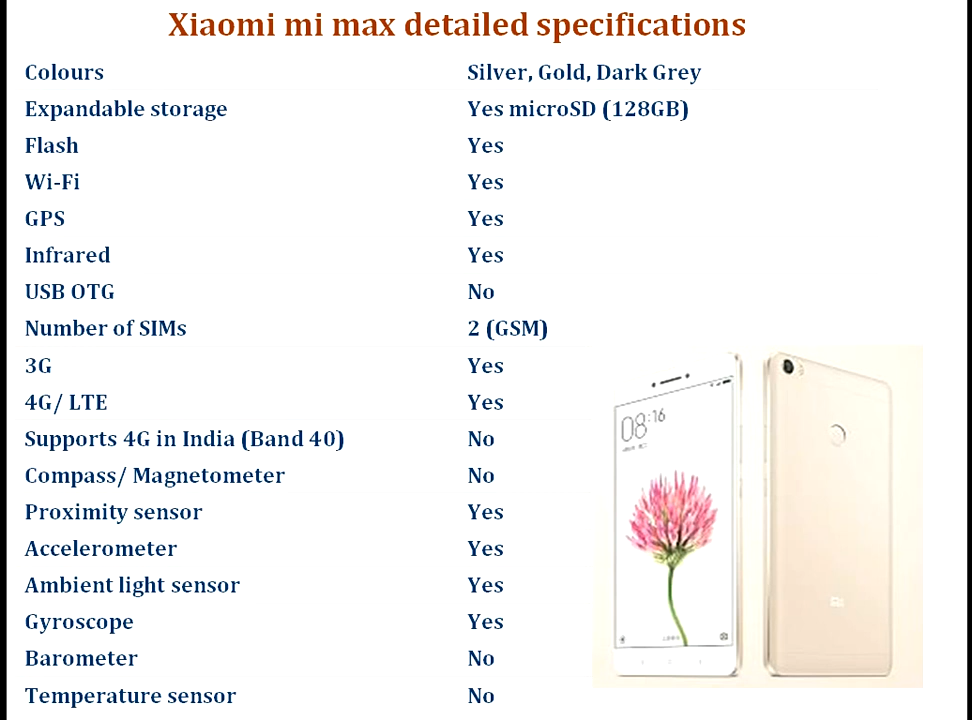 Xiaomi mi max detailed specifications
Colours Silver, Gold, Dark Grey
Expandable storage Yes microSD (128GB)
Flash Yes
Wi-Fi Yes
GPS Yes
Infrared Yes
USB OTG No
Number of SIMs 2 (GSM)
3G Yes
4G/ LTE Yes
Supports 4G in India (Band 40) No
Compass/ Magnetometer No
Proximity sensor Yes
Accelerometer Yes
Ambient light sensor Yes
Gyroscope Yes
Barometer No
Temperature sensor No
08:16
MI